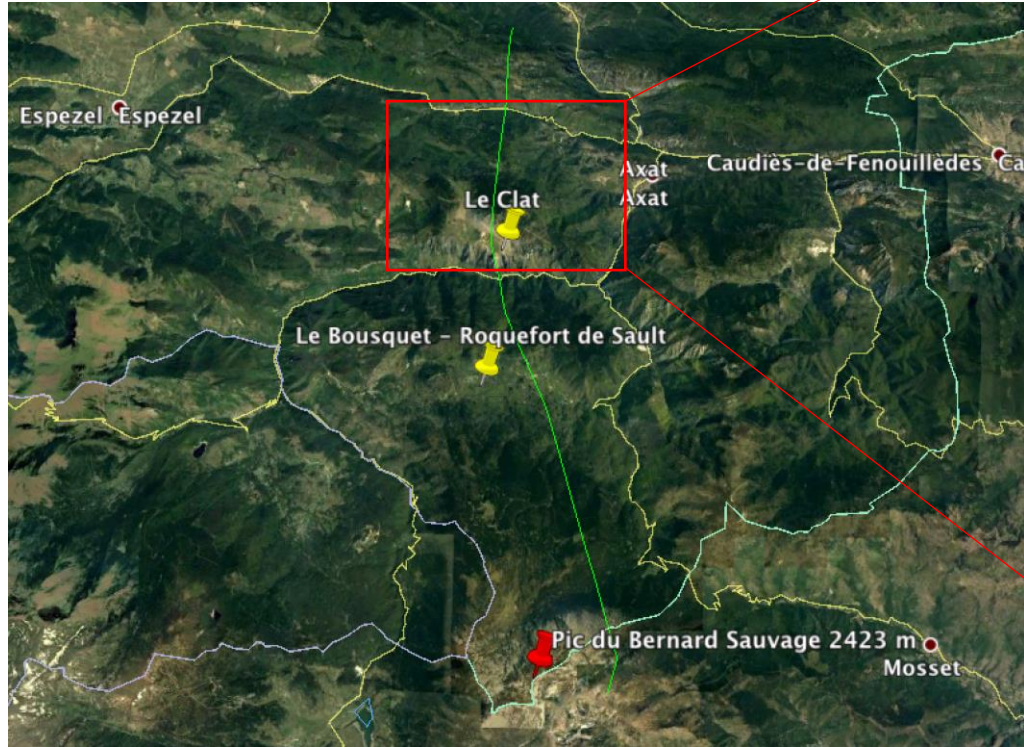 Espezel Espezel
Caudiès-de-Fenouillèdes Ca
Axat
Axat
Le Clat
Le Bousquet - Roquefort de Sault
Pic du Bernard Sauvage 2423 m
Mosset